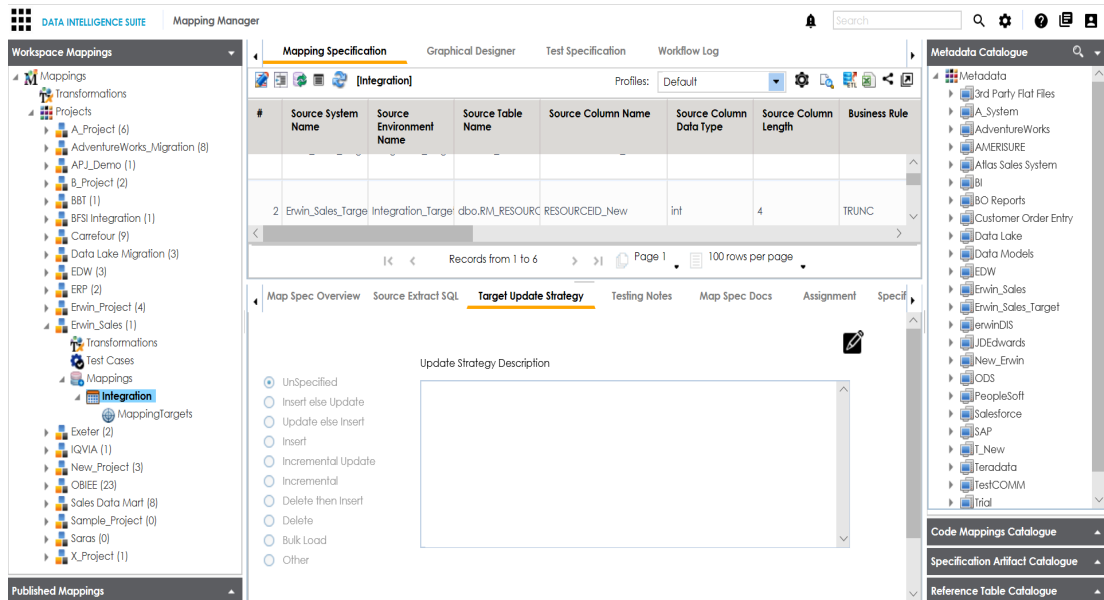 DATA INTELLIGENCE SUITE
Mapping Manager
Search
Workspace Mappings
Mappings
Transformations
Projects
A_Project (6)
AdventureWorks_Migration (8)
APJ_Demo (1)
B_Project (2)
BBT (1)
BFSI Integration (1)
Carrefour (9)
Data Lake Migration (3)
EDW (3)
ERP (2)
Erwin_Project (4)
Erwin_Sales (1)
Transformations
Test Cases
Mappings
Integration
MappingTargets
Exeter (2)
IQVIA (1)
New_Project (3)
OBIEE (23)
Sales Data Mart (8)
Sample_Project (0)
Saras (0)
X_Project (1)
Published Mappings
Mapping Specification
Graphical Designer
Test Specification
Workflow Log
[Integration]
Profiles:
Default
#
Source System
Name
Source
Environment
Name
Source Table
Name
Source Column Name
Source Column
Data Type
Source Column
Length
Business Rule
2
Erwin_Sales_Targe
Integration_Targe
dbo.RM_RESOURC
RESOURCEID_New
int
4
TRUNC
Records from 1 to 6
Page 1
100 rows per page
Map Spec Overview
Source Extract SQL
Target Update Strategy
Testing Notes
Map Spec Docs
Assignment
Specif
Update Strategy Description
UnSpecified
Insert else Update
Update else Insert
Insert
Incremental Update
Incremental
Delete then Insert
Delete
Bulk Load
Other
Metadata Catalogue
Metadata
3rd Party Flat Files
A_System
AdventureWorks
AMERISURE
Atlas Sales System
BI
BO Reports
Customer Order Entry
Data Lake
Data Models
EDW
Erwin_Sales
Erwin_Sales_Target
erwinDIS
JDEdwards
New_Erwin
ODS
PeopleSoft
Salesforce
SAP
T_New
Teradata
TestCOMM
Trial
Code Mappings Catalogue
Specification Artifact Catalogue
Reference Table Catalogue